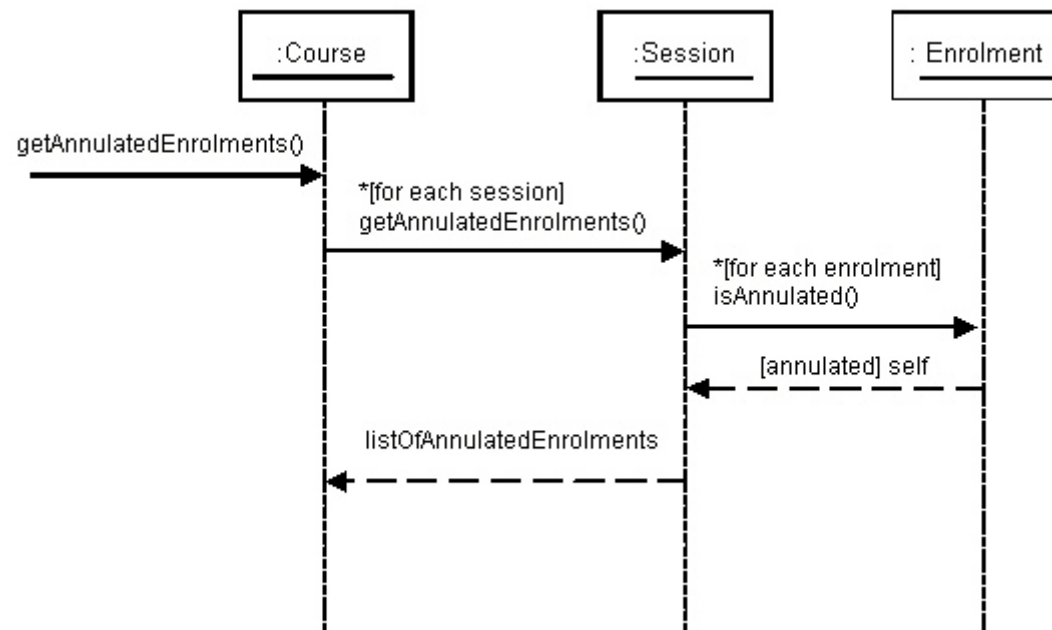 :Course
:Session
: Enrolment
getAnnulatedEnrolments()
*[for each session]
getAnnulatedEnrolments()
*[for each enrolment]
isAnnulated()
[annulated] self
listOfAnnulatedEnrolments